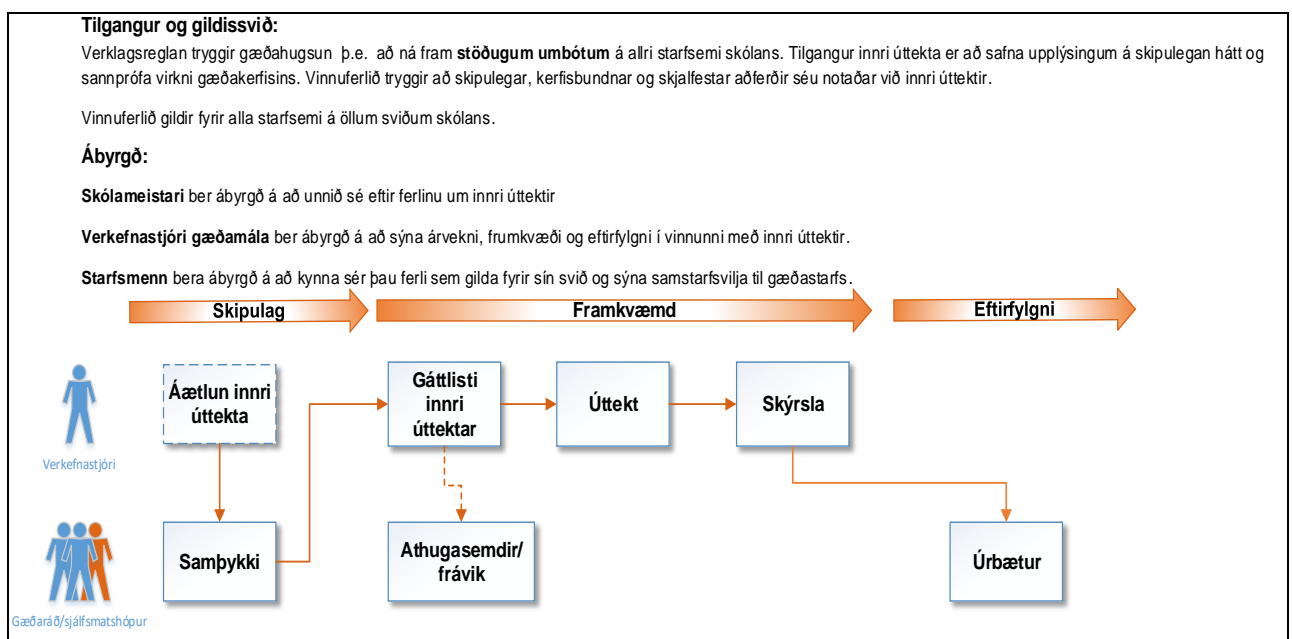 Tilgangur og gildissvið:
Verklagsreglan tryggir gæðahugsun þ.e. að ná fram stöðugum umbótum á allri starfsemi skólans. Tilgangur innri úttekta er að safna upplýsingum á skipulegan hátt og
sannprófa virkni gæðakerfisins. Vinnuferlið tryggir að skipulegar, kerfisbundnar og skjalfestar aðferðir séu notaðar við innri úttektir.
Vinnuferlið gildir fyrir alla starfsemi á öllum sviðum skólans.
Ábyrgð:
Skólameistari ber ábyrgð á að unnið sé eftir ferlinu um innri úttektir
Verkefnastjóri gæðamála ber ábyrgð á að sýna árvekni, frumkvæði og eftirfylgni í vinnunni með innri úttektir.
Starfsmenn bera ábyrgð á að kynna sér þau ferli sem gilda fyrir sín svið og sýna samstarfsvilja til gæðastarfs.
Skipulag
Framkvæmd
Eftirfylgni
Verkefnastjóri
Áætlun innri
úttekta
Gáttlisti
innri
úttektar
Úttekt
Skýrsla
Gæðaráð/sjálfsmatshópur
Samþykki
Athugasemdir/
frávik
Úrbætur